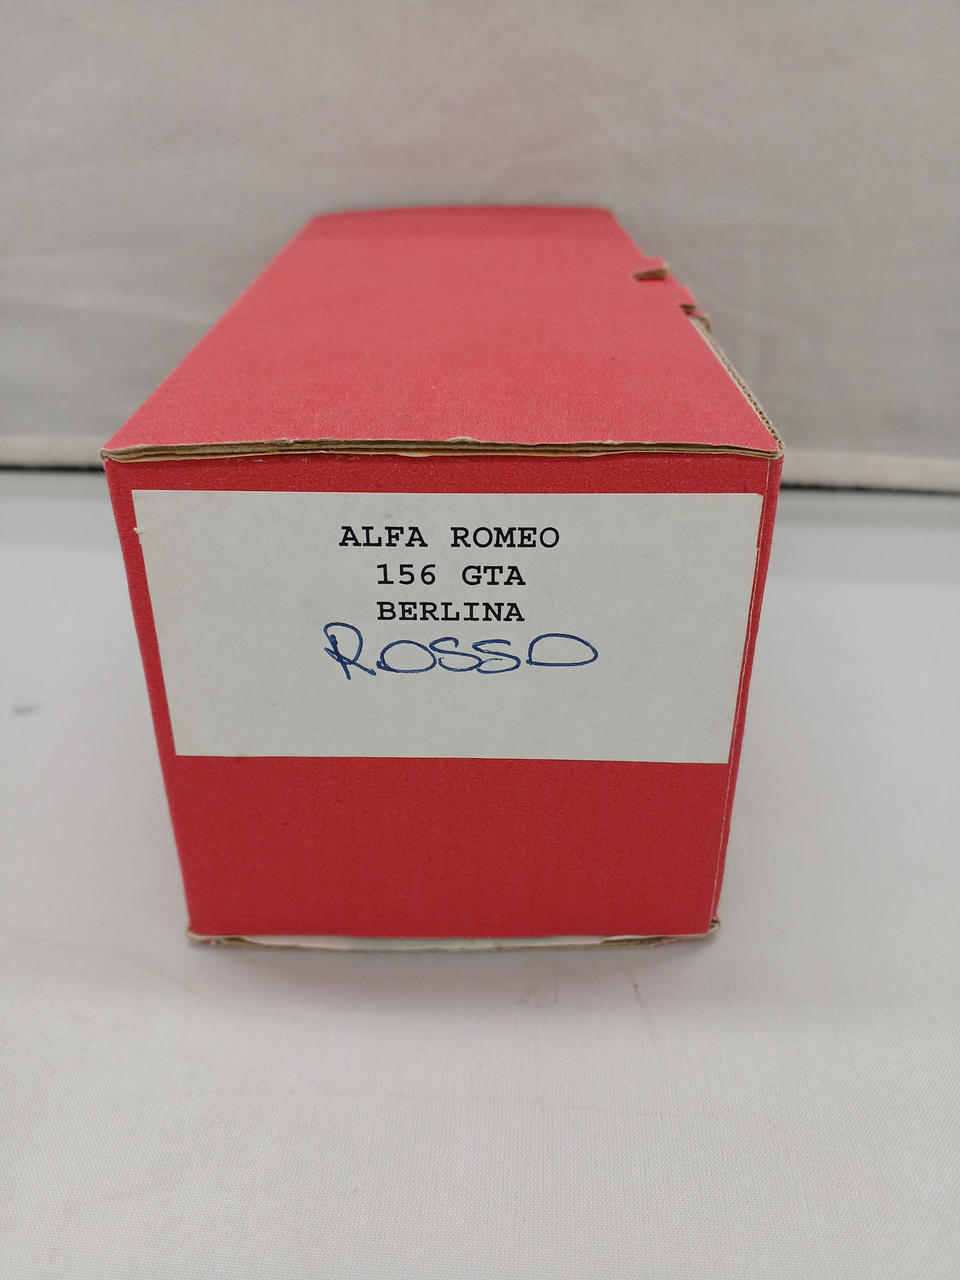 ALFA ROMEO
156 GTA
BERLINA
ROSSO